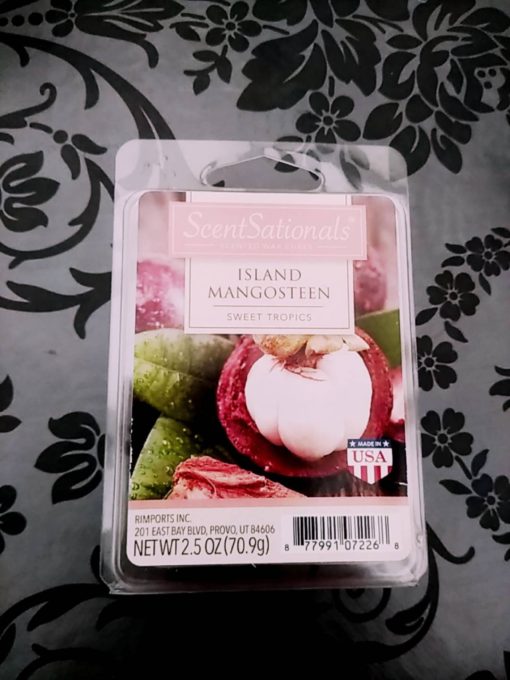 ScentSationals®
SCENTED WAX CUBES
ISLAND
MANGOSTEEN
SWEET TROPICS
MADE IN
USA
RIMPORTS INC.
201 EAST BAY BLVD, PROVO, UT 84606
NET WT 2.5 OZ (70.9g)
8 77991 07226 8